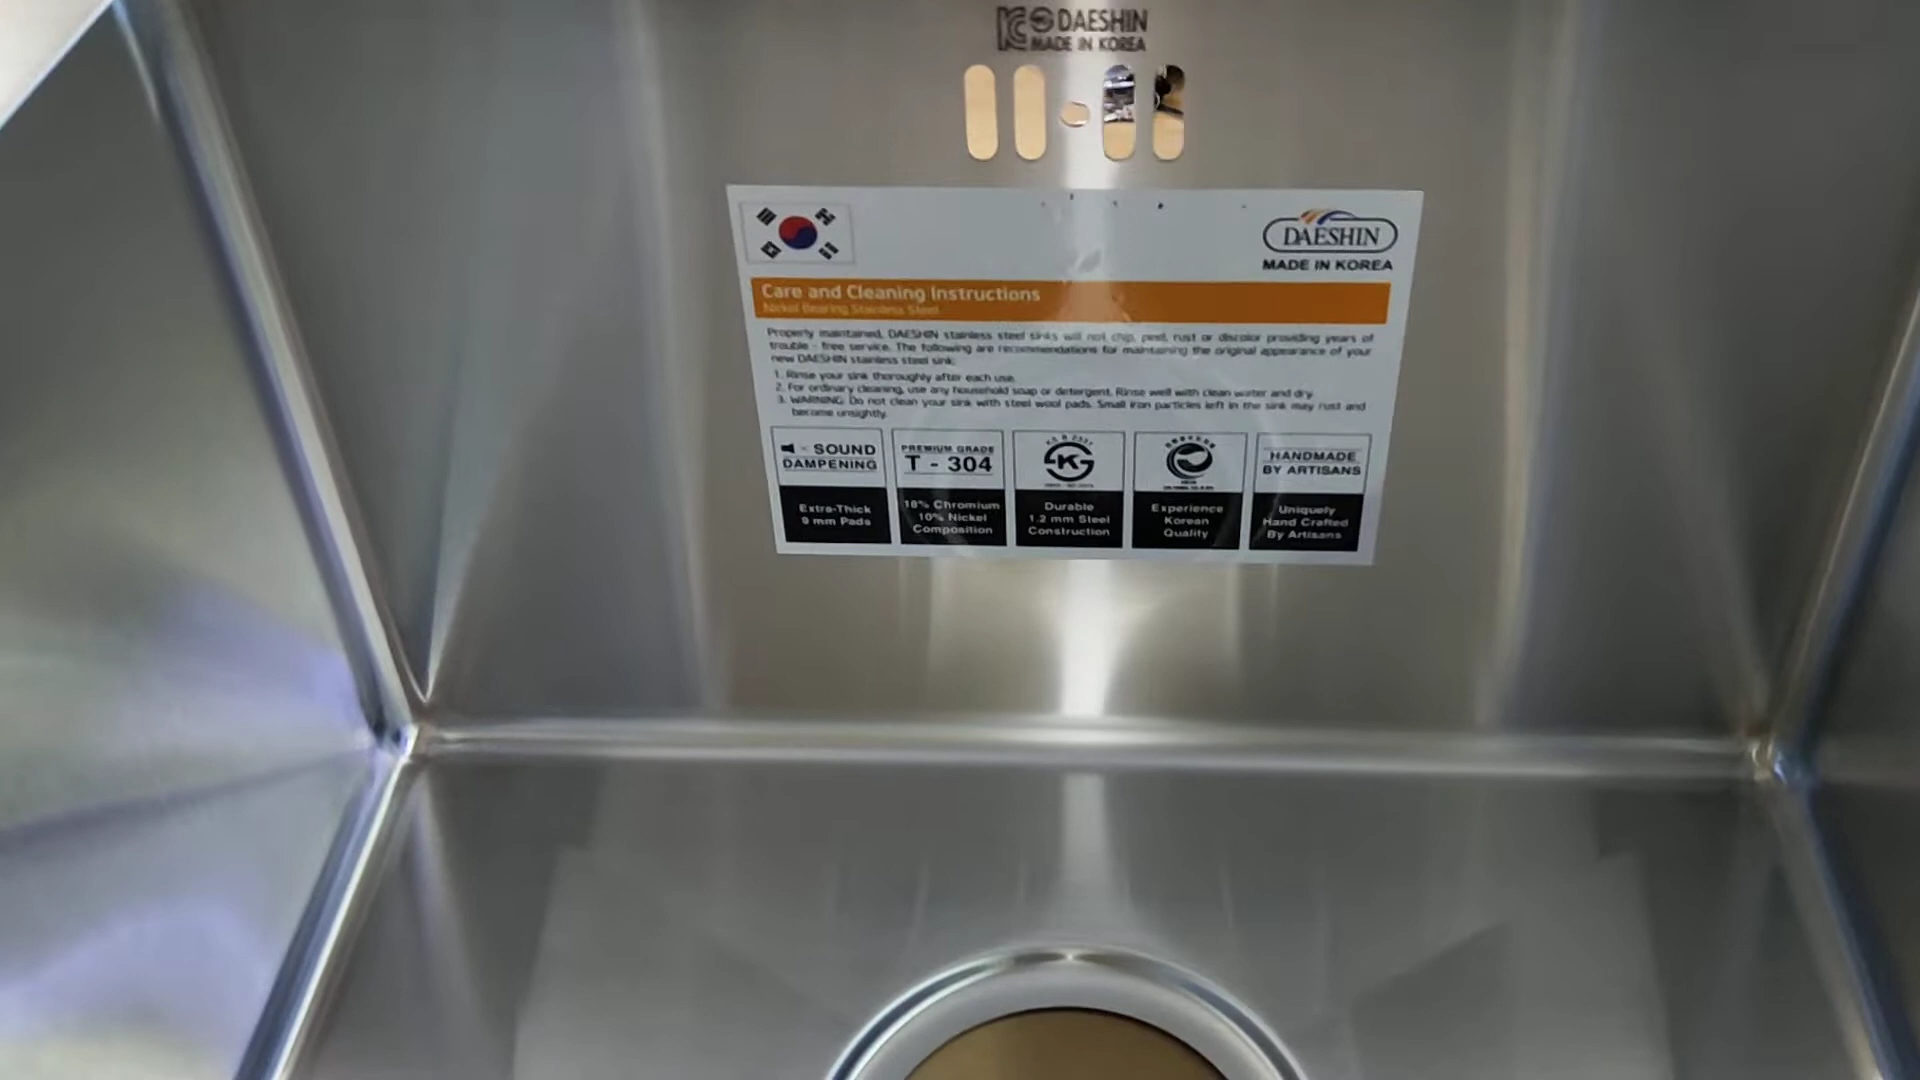 DAESHIN
MADE IN KOREA
DAESHIN
MADE IN KOREA
Care and Cleaning Instructions
Nickel Bearing Stainless Steel
Properly maintained, DAESHIN stainless steel sinks will not chip, peel, rust or discolor providing years of
trouble - free service. The following are recommendations for maintaining the original appearance of your
new DAESHIN stainless steel sink:
1. Rinse your sink thoroughly after each use.
2. For ordinary cleaning, use any household soap or detergent. Rinse well with clean water and dry.
3. WARNING: Do not clean your sink with steel wool pads. Small iron particles left in the sink may rust and
become unsightly.
SOUND
DAMPENING
Extra-Thick
9 mm Pads
PREMIUM GRADE
T - 304
18% Chromium
10% Nickel
Composition
K
Durable
1.2 mm Steel
Construction
Experience
Korean
Quality
HANDMADE
BY ARTISANS
Uniquely
Hand Crafted
By Artisans